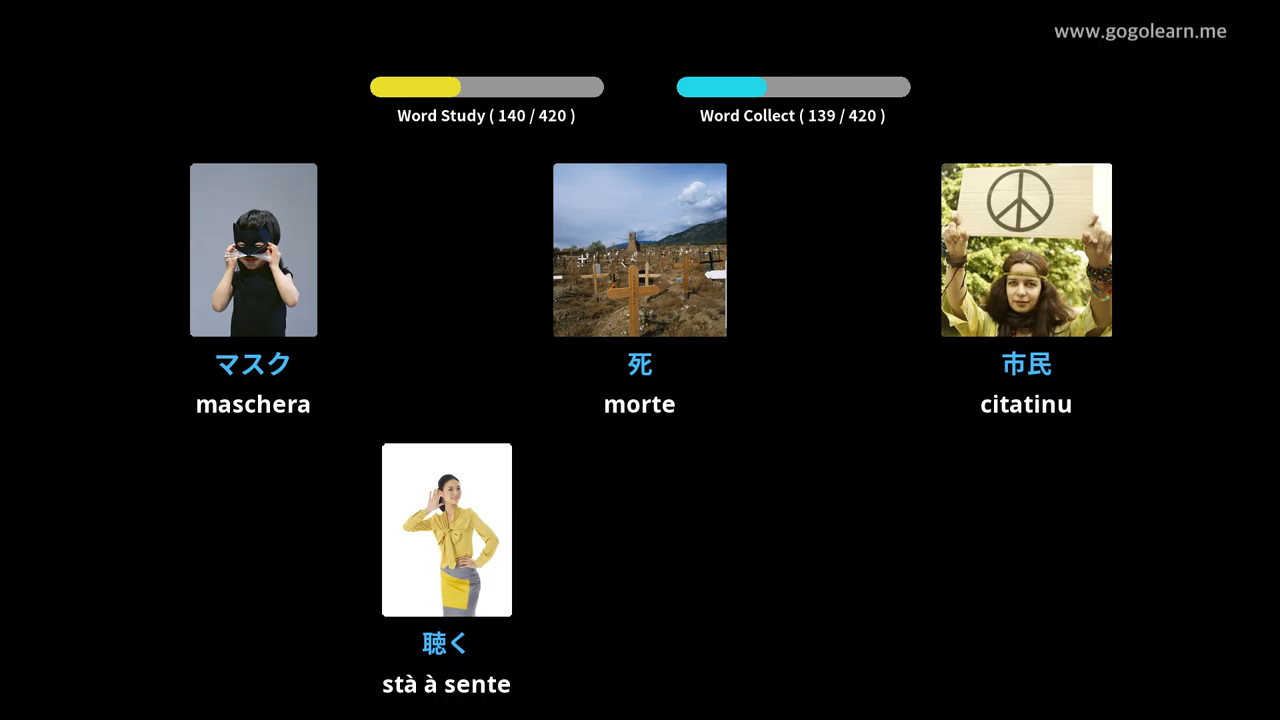 www.gogolearn.me
Word Study ( 140 / 420 )
Word Collect ( 139 / 420 )
マスク
maschera
死
morte
市民
citatinu
聴く
stà à sente